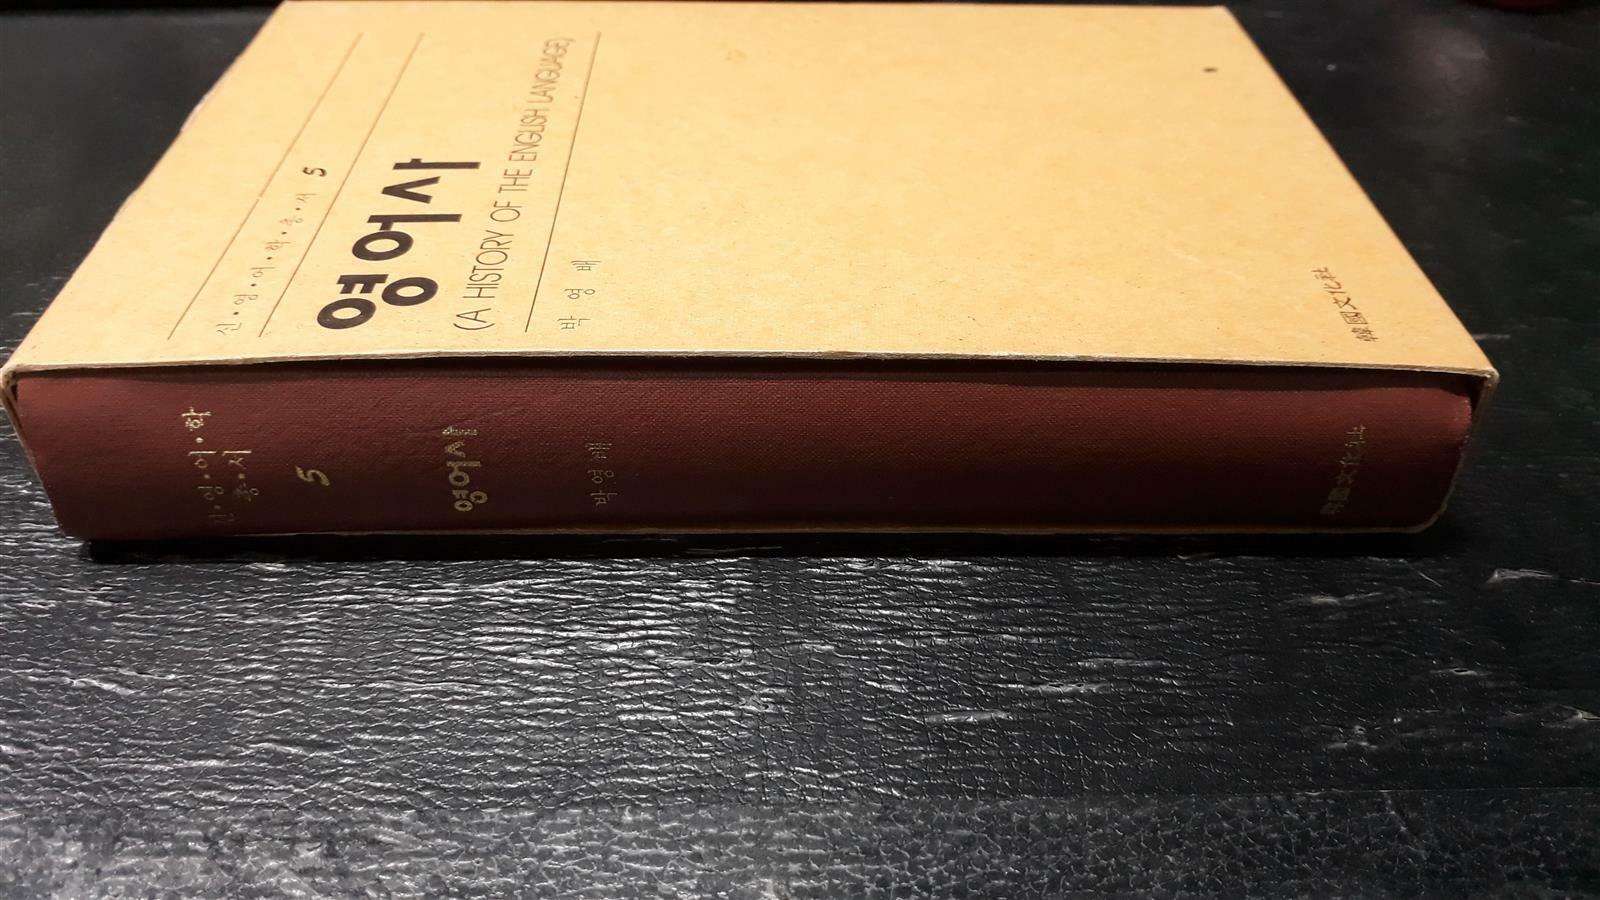 신·영·어·학·총·서 5
영어사
(A HISTORY OF THE ENGLISH LANGUAGE)
박 영 배
韓國文化社
신·영·어·학
총·서
5
영어사
박 영 배
韓國文化社